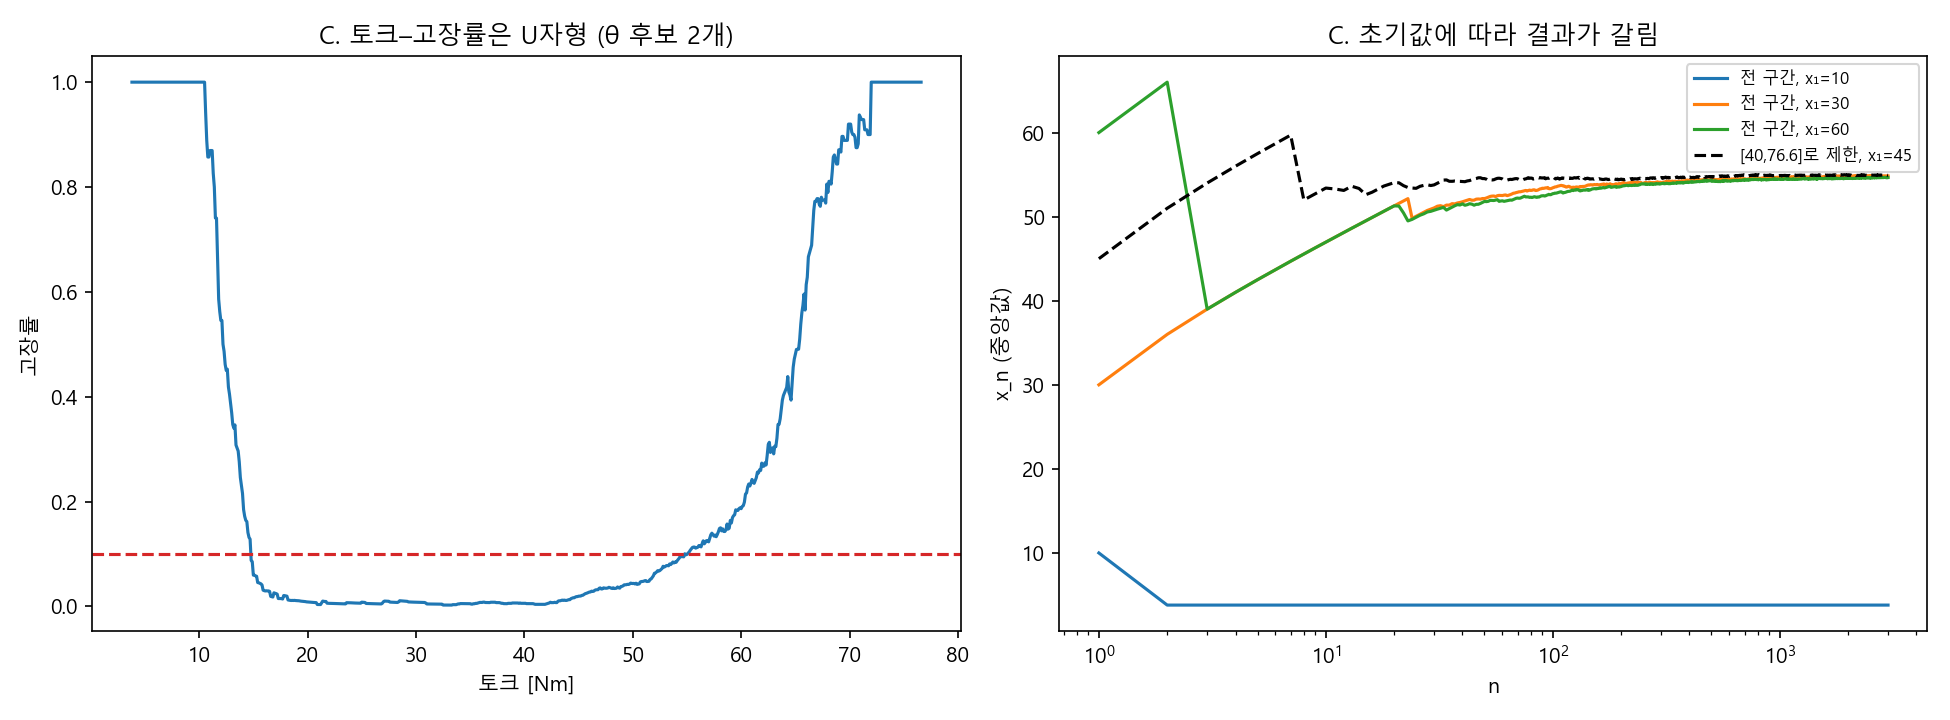 C. 토크–고장률은 U자형 (θ 후보 2개)
1.0
0.8
0.6
0.4
0.2
0.0
고장률
10
20
30
40
50
60
70
80
토크 [Nm]
C. 초기값에 따라 결과가 갈림
전 구간, x₁=10
전 구간, x₁=30
전 구간, x₁=60
[40,76.6]로 제한, x₁=45
60
50
40
30
20
10
x_n (중앙값)
10⁰
10¹
10²
10³
n